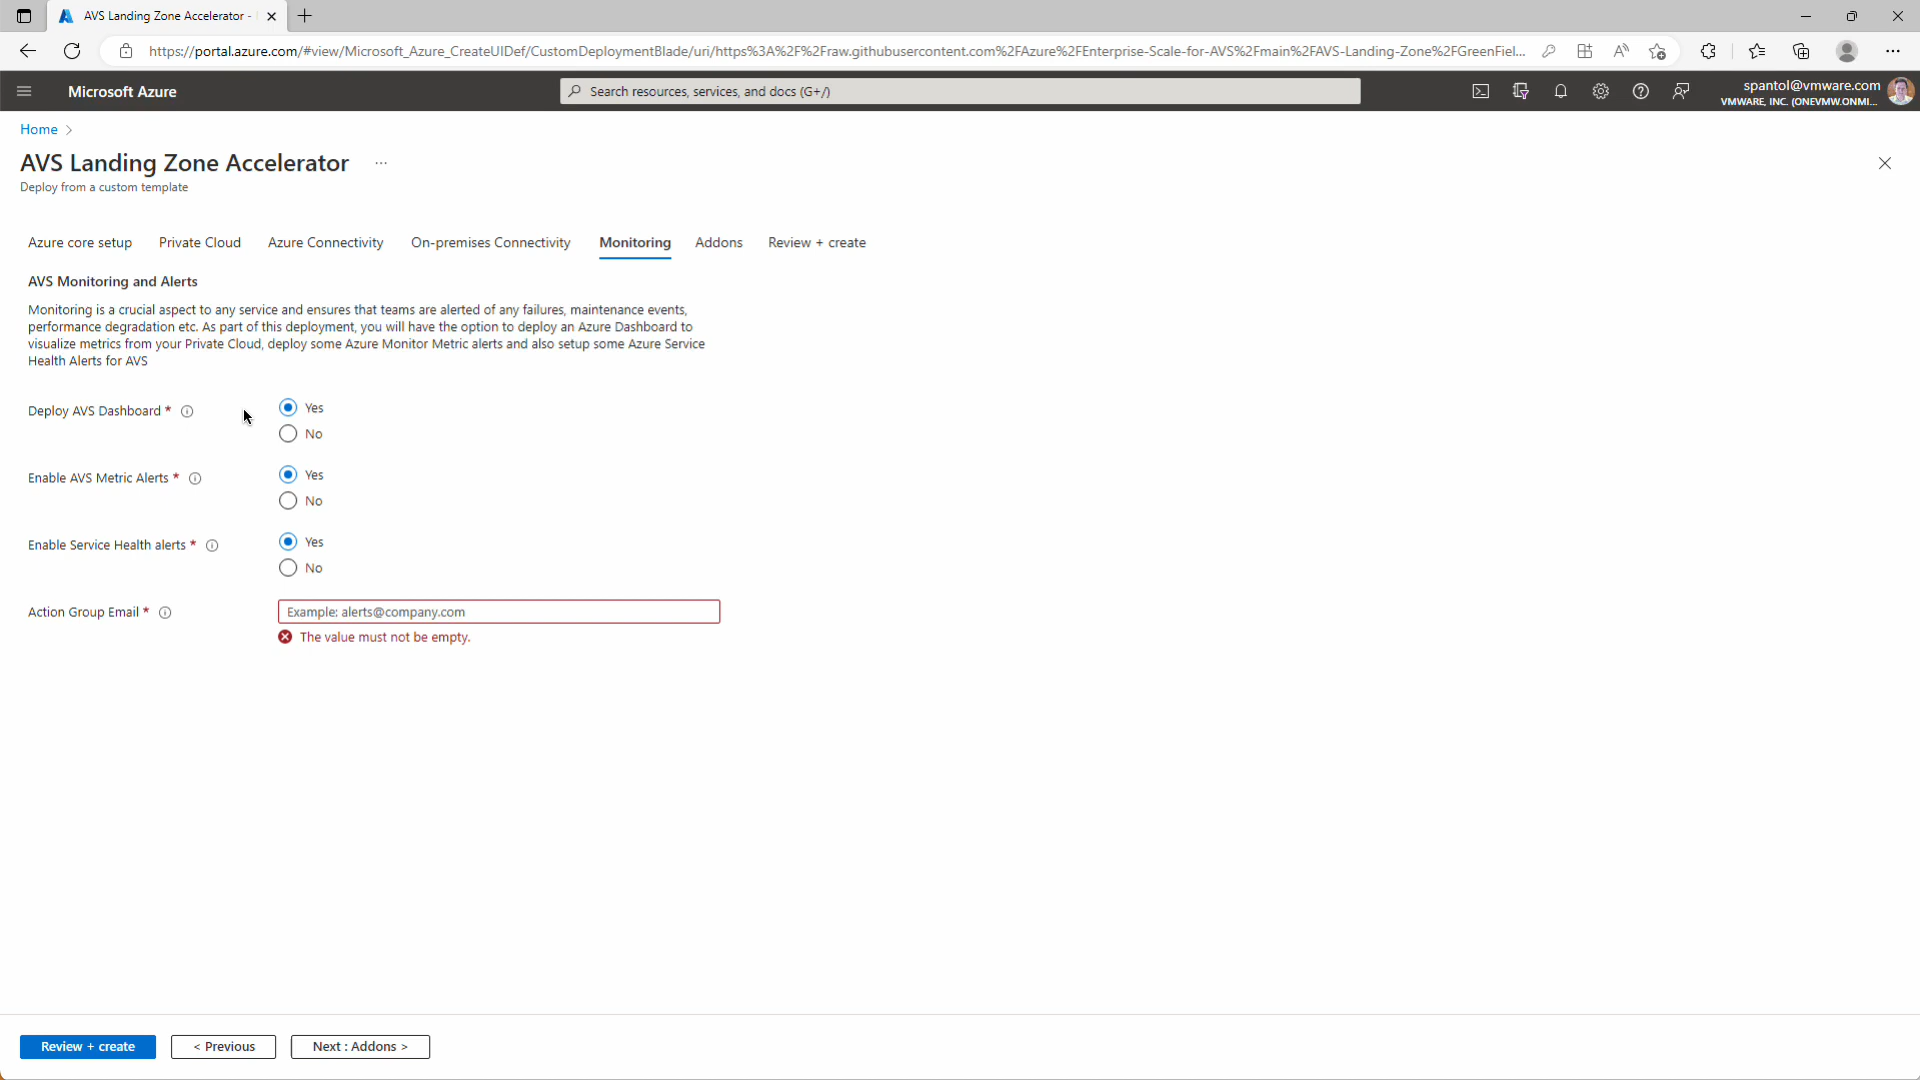 AVS Landing Zone Accelerator -
https://portal.azure.com/#view/Microsoft_Azure_CreateUIDef/CustomDeploymentBlade/uri/https%3A%2F%2Fraw.githubusercontent.com%2FAzure%2FEnterprise-Scale-for-AVS%2Fmain%2FAVS-Landing-Zone%2FGreenFiel...
Microsoft Azure
Search resources, services, and docs (G+/)
spantol@vmware.com
VMWARE, INC. (ONEVMW.ONMI...
Home
AVS Landing Zone Accelerator ...
Deploy from a custom template
Azure core setup Private Cloud Azure Connectivity On-premises Connectivity Monitoring Addons Review + create
AVS Monitoring and Alerts
Monitoring is a crucial aspect to any service and ensures that teams are alerted of any failures, maintenance events,
performance degradation etc. As part of this deployment, you will have the option to deploy an Azure Dashboard to
visualize metrics from your Private Cloud, deploy some Azure Monitor Metric alerts and also setup some Azure Service
Health Alerts for AVS
Deploy AVS Dashboard * Yes
No
Enable AVS Metric Alerts * Yes
No
Enable Service Health alerts * Yes
No
Action Group Email * Example: alerts@company.com
The value must not be empty.
Review + create < Previous Next : Addons >